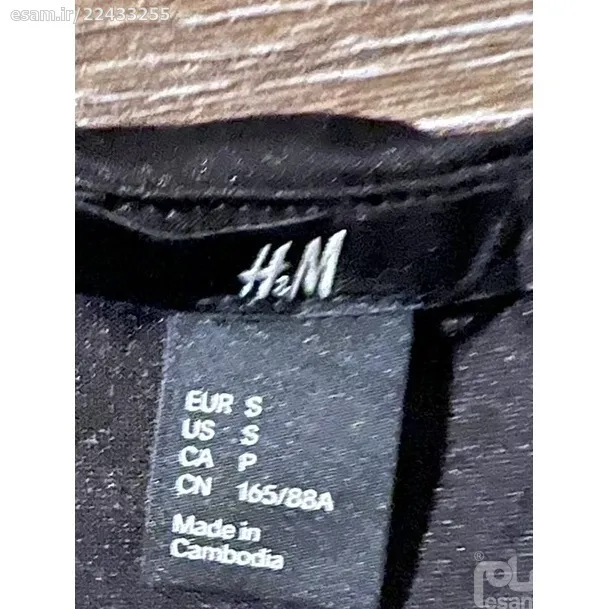 esam.ir/22433255
H&M
EUR S
US S
CA P
CN 165/88A
Made in
Cambodia
esam